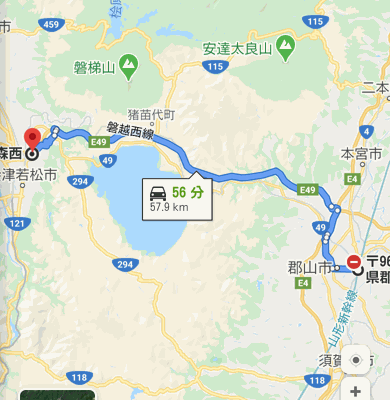 459
安達太良山
115
磐梯山
115
二本
猪苗代町
磐越西線
E49
森西
49
本宮市
津若松市
294
56 分
57.9 km
E49
121
49
294
〒96
郡山市
県郡
E4
E4
山形新幹線
須賀
118
118
118
+